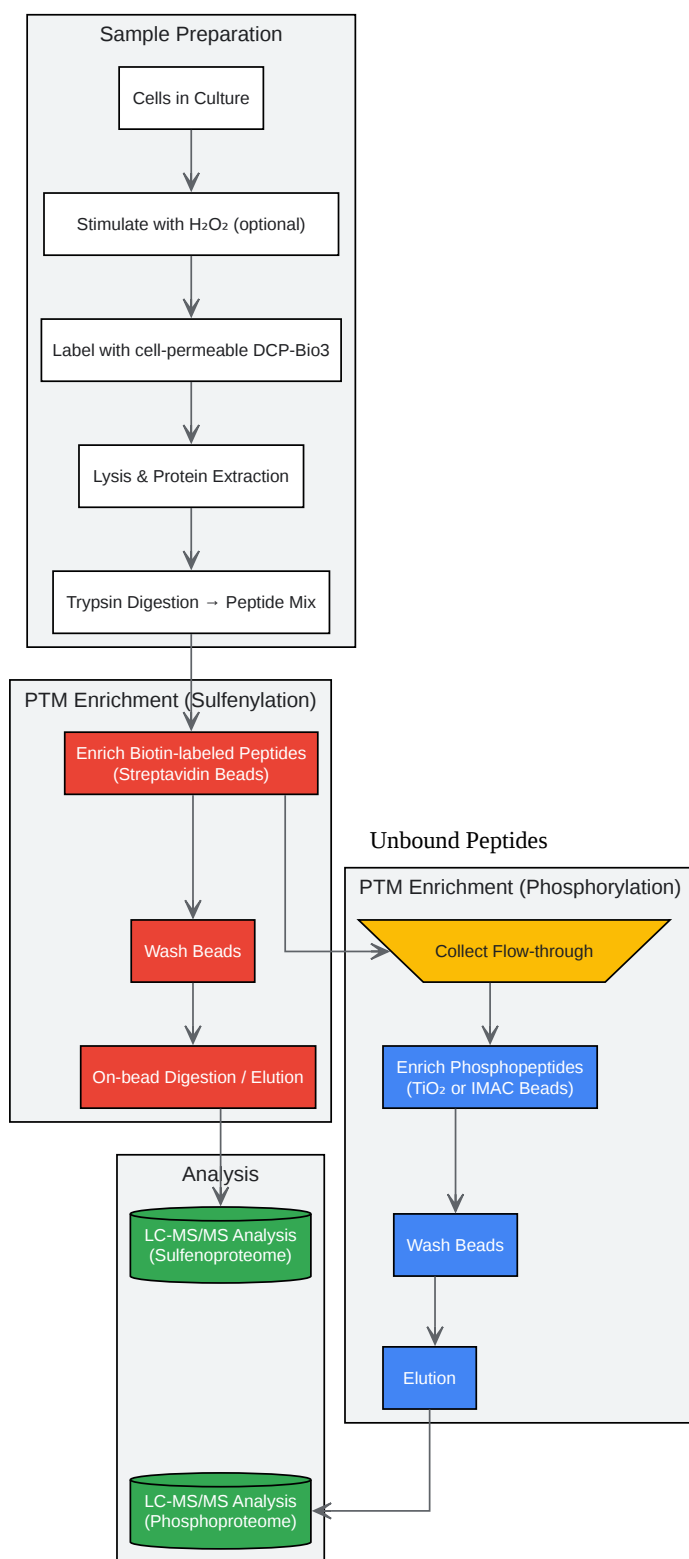 Sample Preparation
Cells in Culture
Stimulate with H₂O₂ (optional)
Label with cell-permeable DCP-Bio3
Lysis & Protein Extraction
Trypsin Digestion → Peptide Mix
PTM Enrichment (Sulfenylation)
Enrich Biotin-labeled Peptides
(Streptavidin Beads)
Wash Beads
On-bead Digestion / Elution
Unbound Peptides
PTM Enrichment (Phosphorylation)
Collect Flow-through
Enrich Phosphopeptides
(TiO₂ or IMAC Beads)
Wash Beads
Elution
Analysis
LC-MS/MS Analysis
(Sulfenoproteome)
LC-MS/MS Analysis
(Phosphoproteome)